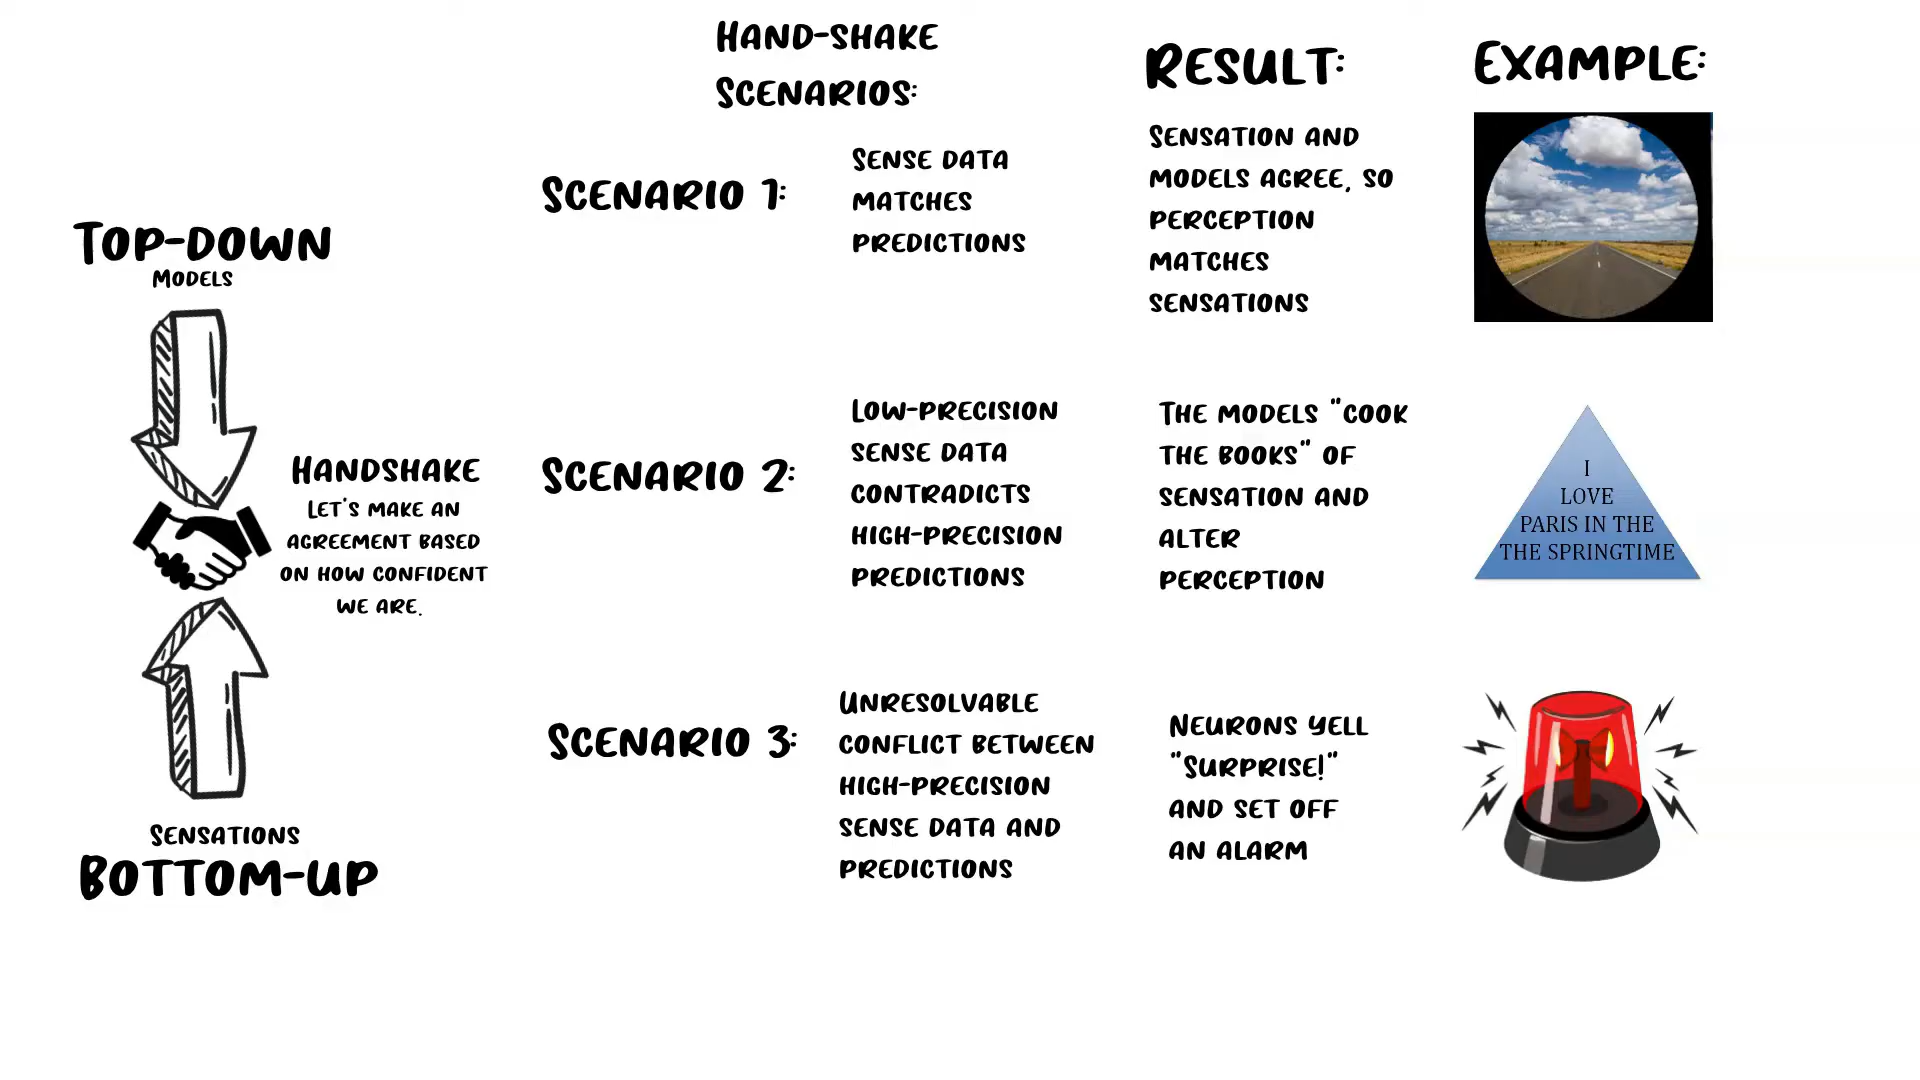 Hand-shake
Scenarios:
Result:
Example:
Top-down
Models
Handshake
Let's make an
agreement based
on how confident
we are.
Sensations
Bottom-up
Scenario 1:
Sense data
matches
predictions
Sensation and
models agree, so
perception
matches
sensations
Scenario 2:
Low-precision
sense data
contradicts
high-precision
predictions
The models "cook
the books" of
sensation and
alter
perception
I
LOVE
PARIS IN THE
THE SPRINGTIME
Scenario 3:
Unresolvable
conflict between
high-precision
sense data and
predictions
Neurons yell
"Surprise!"
and set off
an alarm